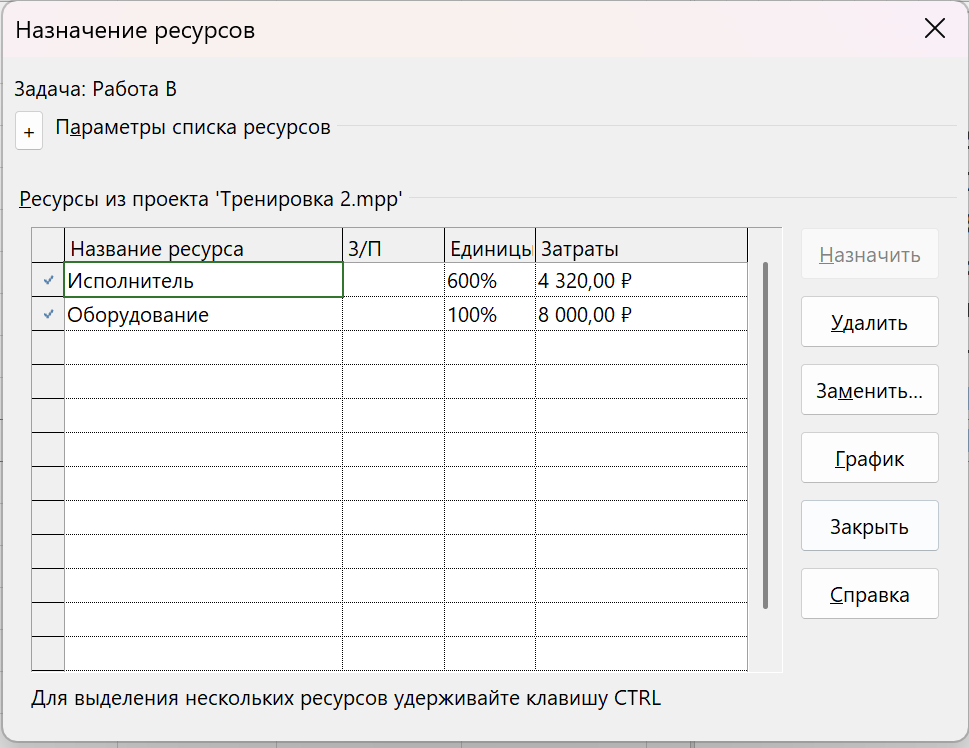 Назначение ресурсов
Задача: Работа В
+ Параметры списка ресурсов
Ресурсы из проекта 'Тренировка 2.mpp'
Название ресурса З/П Единицы Затраты
Исполнитель 600% 4 320,00 ₽
Оборудование 100% 8 000,00 ₽
Назначить
Удалить
Заменить...
График
Закрыть
Справка
Для выделения нескольких ресурсов удерживайте клавишу CTRL